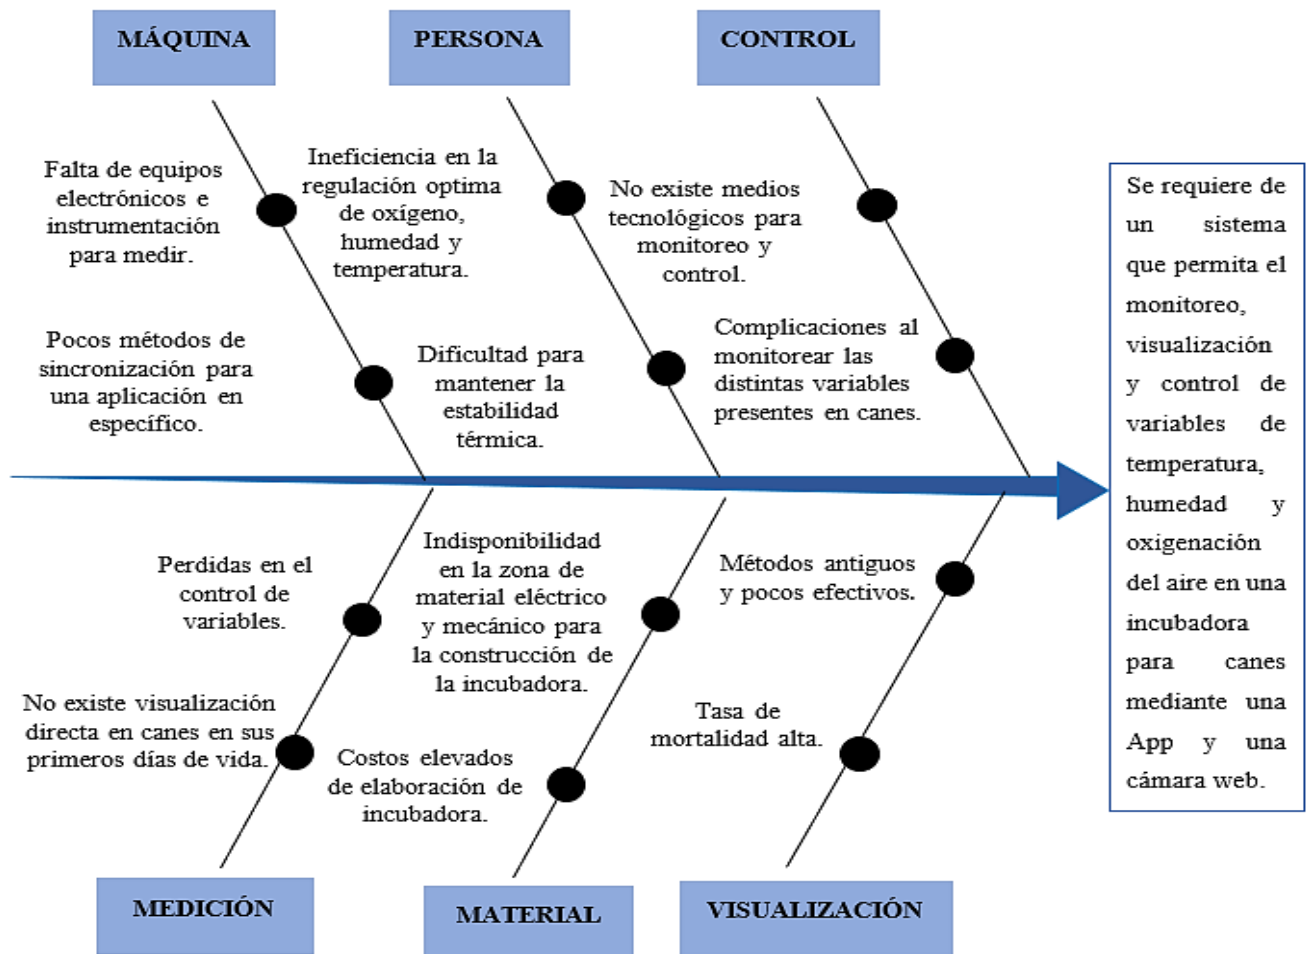 MÁQUINA
PERSONA
CONTROL
Falta de equipos
electrónicos e
instrumentación
para medir.
Ineficiencia en la
regulación optima
de oxígeno,
humedad y
temperatura.
No existe medios
tecnológicos para
monitoreo y
control.
Pocos métodos de
sincronización para
una aplicación en
específico.
Dificultad para
mantener la
estabilidad
térmica.
Complicaciones al
monitorear las
distintas variables
presentes en canes.
Perdidas en el
control de
variables.
Indisponibilidad
en la zona de
material eléctrico
y mecánico para
la construcción de
la incubadora.
Métodos antiguos
y pocos efectivos.
No existe visualización
directa en canes en sus
primeros días de vida.
Costos elevados
de elaboración de
incubadora.
Tasa de
mortalidad alta.
MEDICIÓN
MATERIAL
VISUALIZACIÓN
Se requiere de
un sistema
que permita el
monitoreo,
visualización
y control de
variables de
temperatura,
humedad y
oxigenación
del aire en una
incubadora
para canes
mediante una
App y una
cámara web.